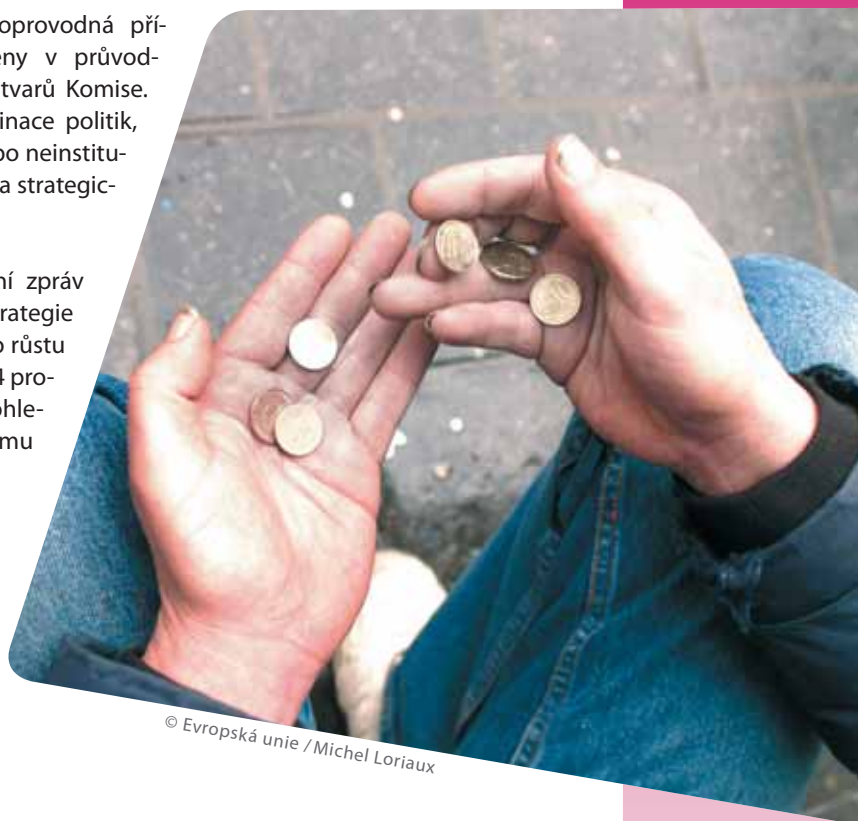 oprovodná pří-
eny v průvod-
tvarů Komise.
inace politik,
bo neinstitu-
a strategic-
ní zpráv
rategie
o růstu
4 pro-
ohle-
mu
© Evropská unie / Michel Loriaux